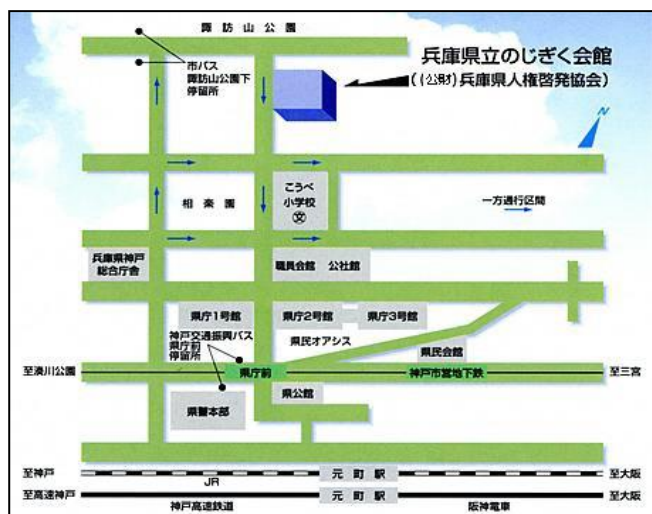 諏訪山公園
市バス
諏訪山公園下
停留所
兵庫県立のじぎく会館
((公財)兵庫県人権啓発協会)
N
相楽園
こうべ
小学校
文
一方通行区間
兵庫県神戸
総合庁舎
職員会館 公社館
県庁1号館
県庁2号館
県庁3号館
神戸交通振興バス
県庁前
停留所
県民オアシス
県民会館
至湊川公園
県庁前
神戸市営地下鉄
至三宮
県警本部
県公館
至神戸
JR
元町駅
至大阪
至高速神戸
神戸高速鉄道
元町駅
阪神電車
至大阪